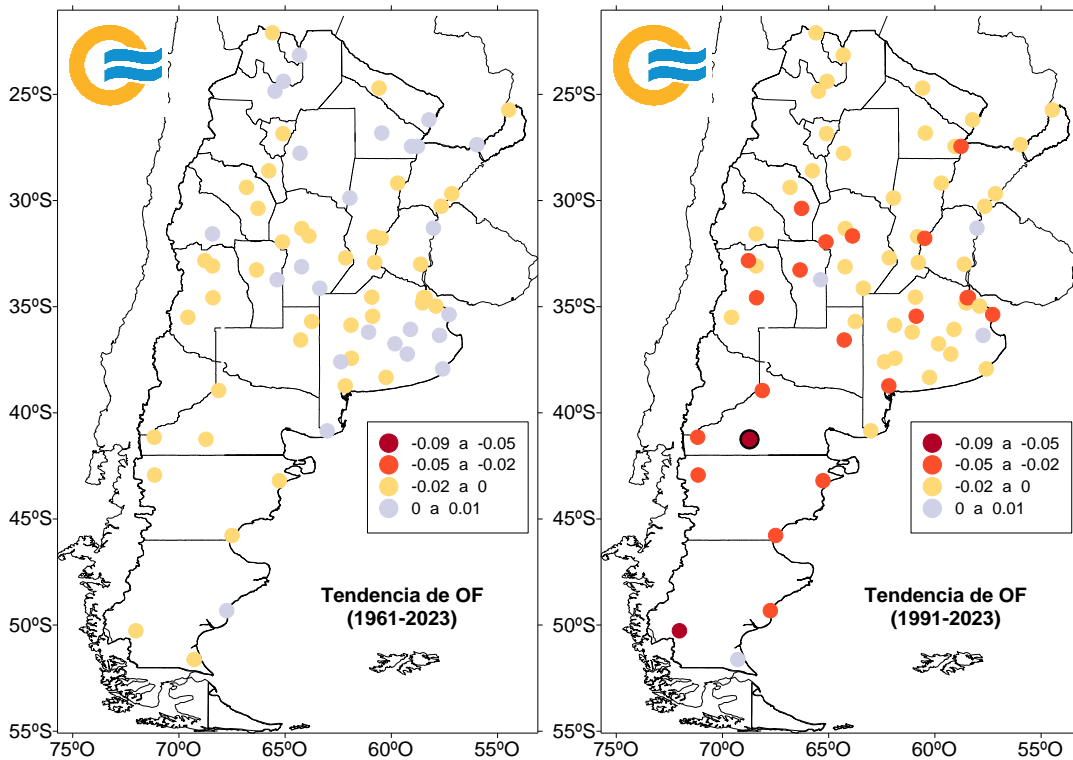 25ºS
30ºS
35ºS
40ºS
45ºS
50ºS
55ºS
75ºO 70ºO 65ºO 60ºO 55ºO
-0.09 a -0.05
-0.05 a -0.02
-0.02 a 0
0 a 0.01
Tendencia de OF
(1961-2023)
25ºS
30ºS
35ºS
40ºS
45ºS
50ºS
55ºS
75ºO 70ºO 65ºO 60ºO 55ºO
-0.09 a -0.05
-0.05 a -0.02
-0.02 a 0
0 a 0.01
Tendencia de OF
(1991-2023)